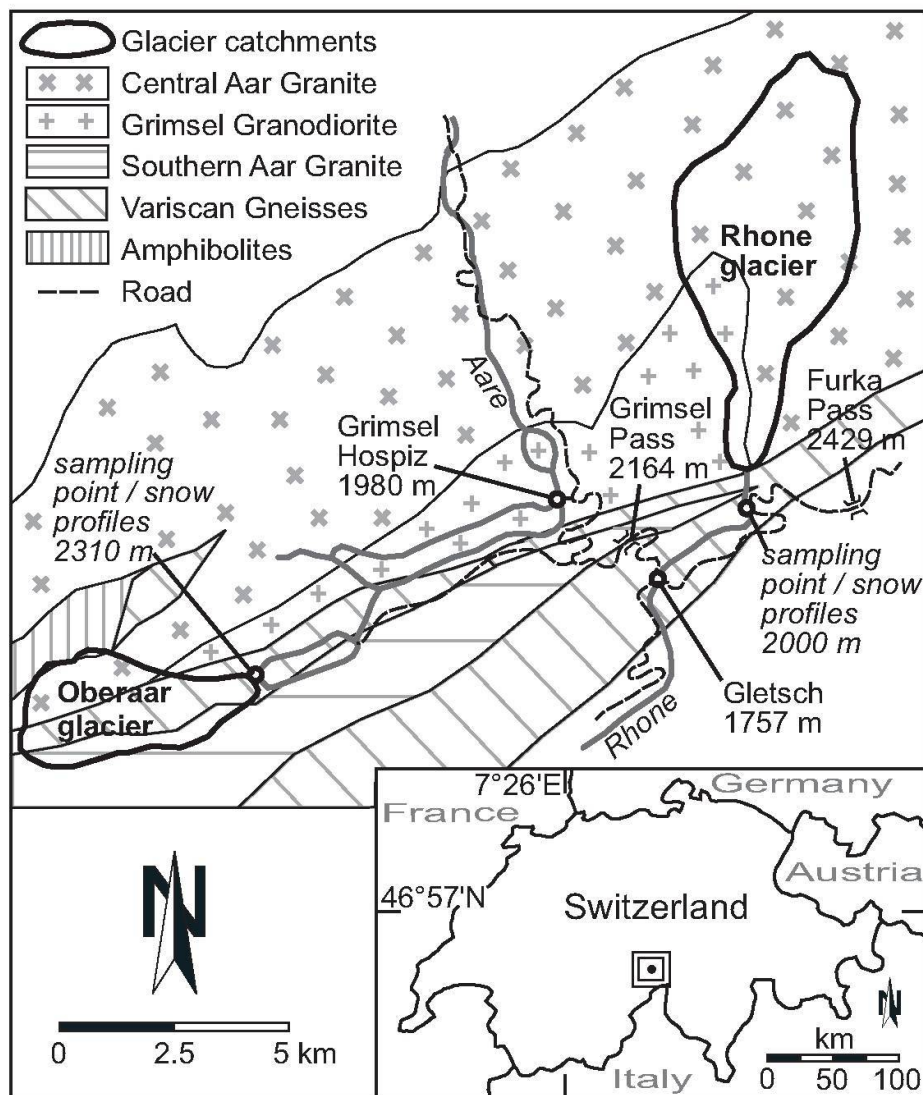 Glacier catchments
Central Aar Granite
Grimsel Granodiorite
Southern Aar Granite
Variscan Gneisses
Amphibolites
Road
Rhone
glacier
Aare
Furka
Pass
2429 m
Grimsel
Pass
2164 m
Grimsel
Hospiz
1980 m
sampling
point / snow
profiles
2310 m
sampling
point / snow
profiles
2000 m
Oberaar
glacier
Gletsch
1757 m
Rhone
N
0 2.5 5 km
7°26'E
Germany
France
Austria
46°57'N
Switzerland
N
km
0 50 100
Italy